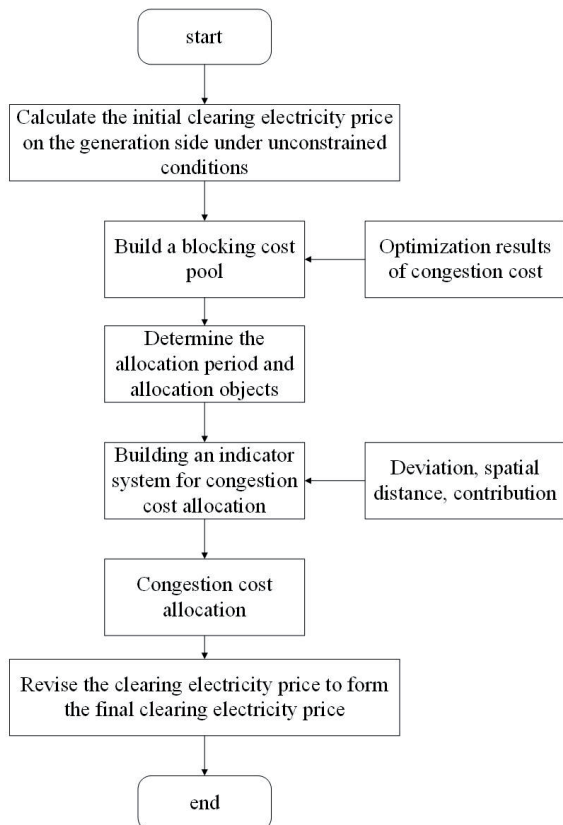 start
Calculate the initial clearing electricity price
on the generation side under unconstrained
conditions
Build a blocking cost
pool
Optimization results
of congestion cost
Determine the
allocation period and
allocation objects
Building an indicator
system for congestion
cost allocation
Deviation, spatial
distance, contribution
Congestion cost
allocation
Revise the clearing electricity price to form
the final clearing electricity price
end